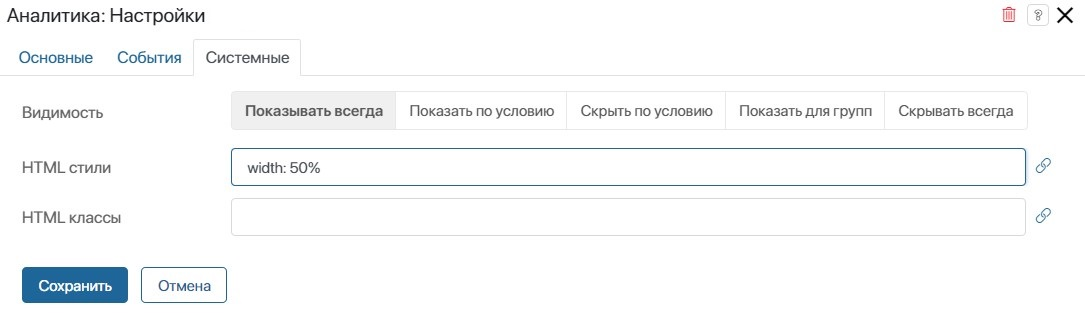 Аналитика: Настройки
?
Основные События Системные
Видимость Показывать всегда Показать по условию Скрыть по условию Показать для групп Скрывать всегда
HTML стили width: 50%
HTML классы
Сохранить Отмена